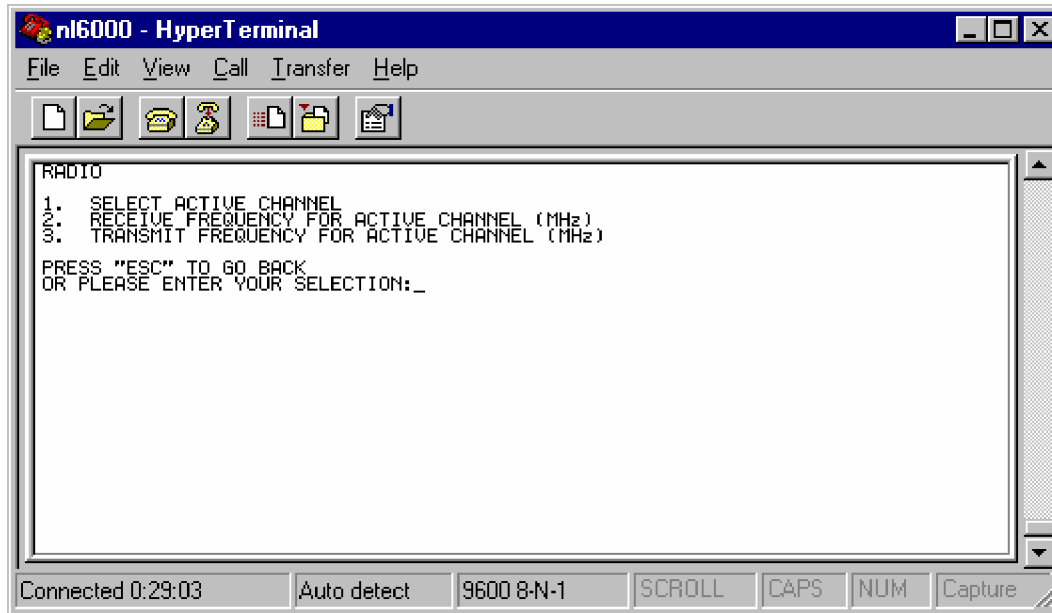 nl6000 - HyperTerminal
File Edit View Call Transfer Help
RADIO
1. SELECT ACTIVE CHANNEL
2. RECEIVE FREQUENCY FOR ACTIVE CHANNEL (MHz)
3. TRANSMIT FREQUENCY FOR ACTIVE CHANNEL (MHz)
PRESS "ESC" TO GO BACK
OR PLEASE ENTER YOUR SELECTION:_
Connected 0:29:03 Auto detect 9600 8-N-1 SCROLL CAPS NUM Capture